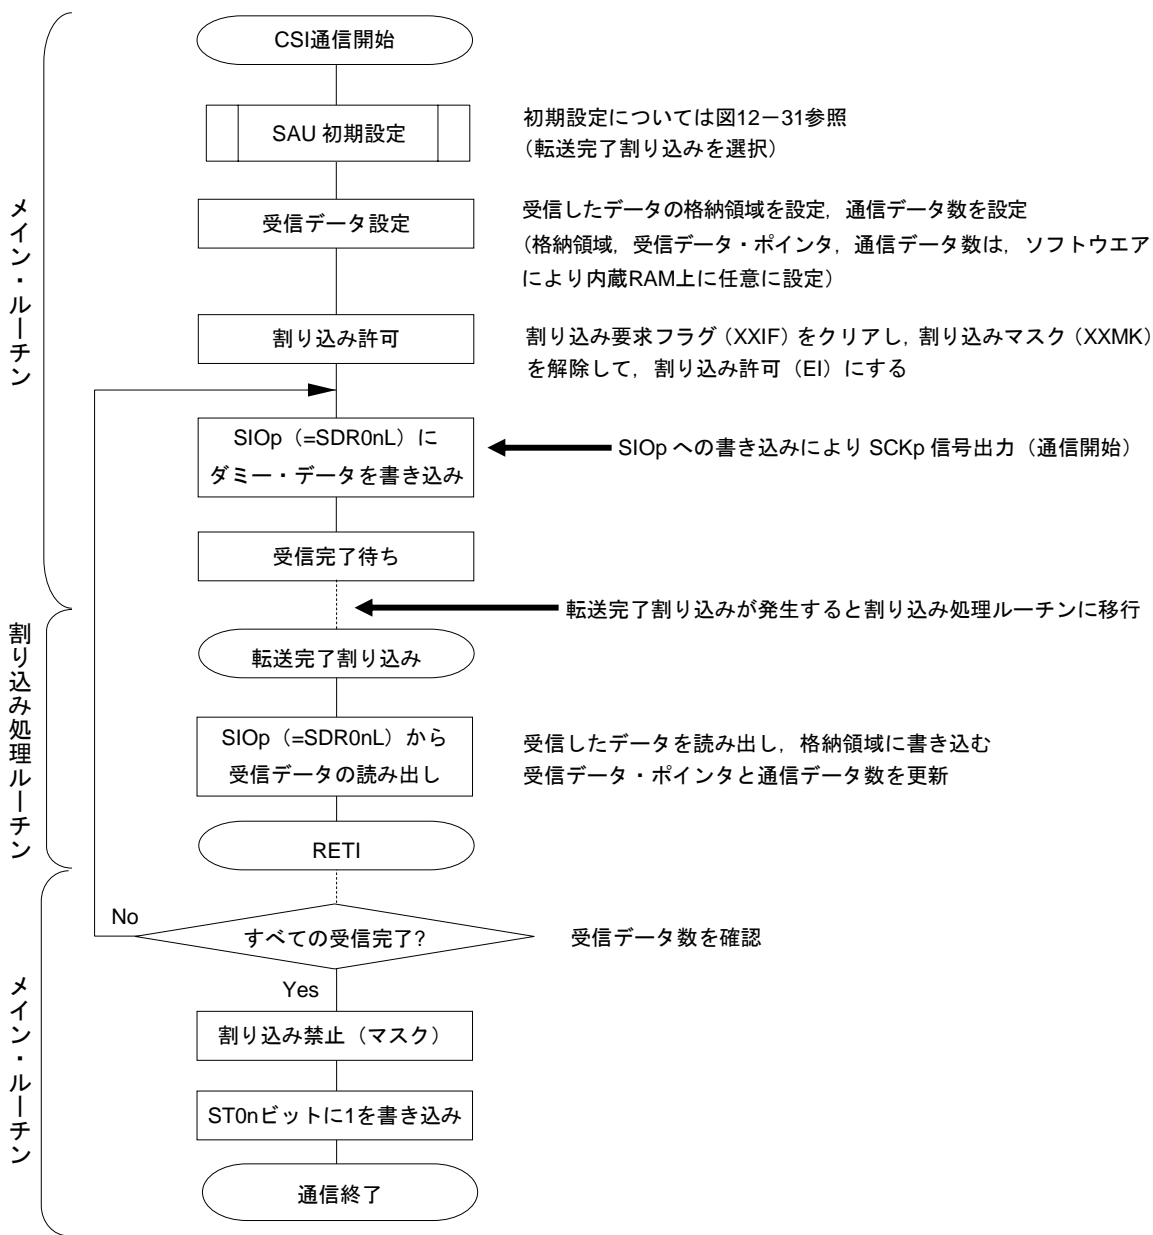 メイン・ルーチン
CSI通信開始
SAU 初期設定
初期設定については図12－31参照
（転送完了割り込みを選択）
受信データ設定
受信したデータの格納領域を設定，通信データ数を設定
（格納領域，受信データ・ポインタ，通信データ数は，ソフトウエア
により内蔵RAM上に任意に設定）
割り込み許可
割り込み要求フラグ（XXIF）をクリアし，割り込みマスク（XXMK）
を解除して，割り込み許可（EI）にする
SIOp（=SDR0nL）に
ダミー・データを書き込み
SIOp への書き込みにより SCKp 信号出力（通信開始）
受信完了待ち
転送完了割り込みが発生すると割り込み処理ルーチンに移行
割り込み処理ルーチン
転送完了割り込み
SIOp（=SDR0nL）から
受信データの読み出し
受信したデータを読み出し，格納領域に書き込む
受信データ・ポインタと通信データ数を更新
RETI
メイン・ルーチン
No
すべての受信完了?
受信データ数を確認
Yes
割り込み禁止（マスク）
ST0nビットに1を書き込み
通信終了